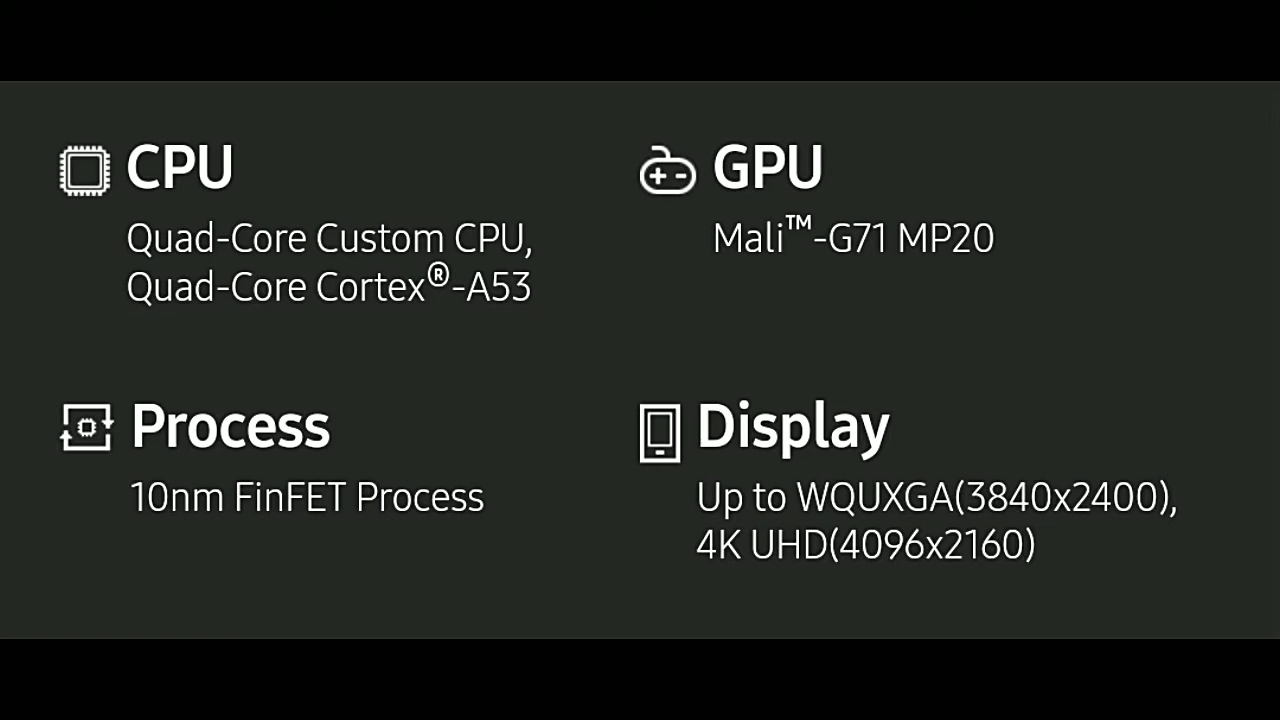 CPU
Quad-Core Custom CPU,
Quad-Core Cortex®-A53
GPU
Mali™-G71 MP20
Process
10nm FinFET Process
Display
Up to WQUXGA(3840x2400),
4K UHD(4096x2160)